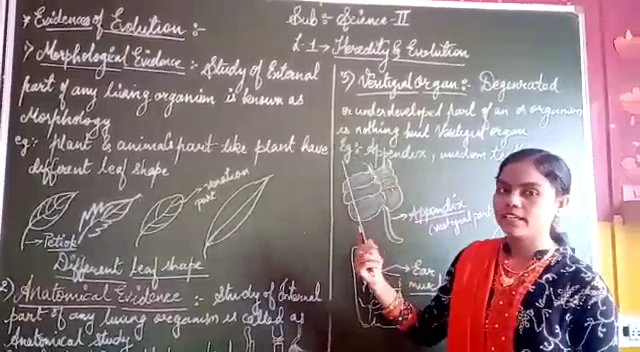 Sub :- Science - II
L-1 → Heredity & Evolution
* Evidences of Evolution :-
1) Morphological Evidence :- Study of External
part of any living organism is known as
Morphology
eg :- plant & animal's part like plant have
different leaf shape
→ venation
part
→ Petiole
Different leaf shape
2) Anatomical Evidence :- Study of Internal
part of any living organism is called as
Anatomical study
3) Vestigial Organ :- Degenrated
or underdeveloped part of an organism
is nothing but Vestigial organ
Eg :- Appendix, wisdom
→ Appendix
(vestigial part
→ Ear